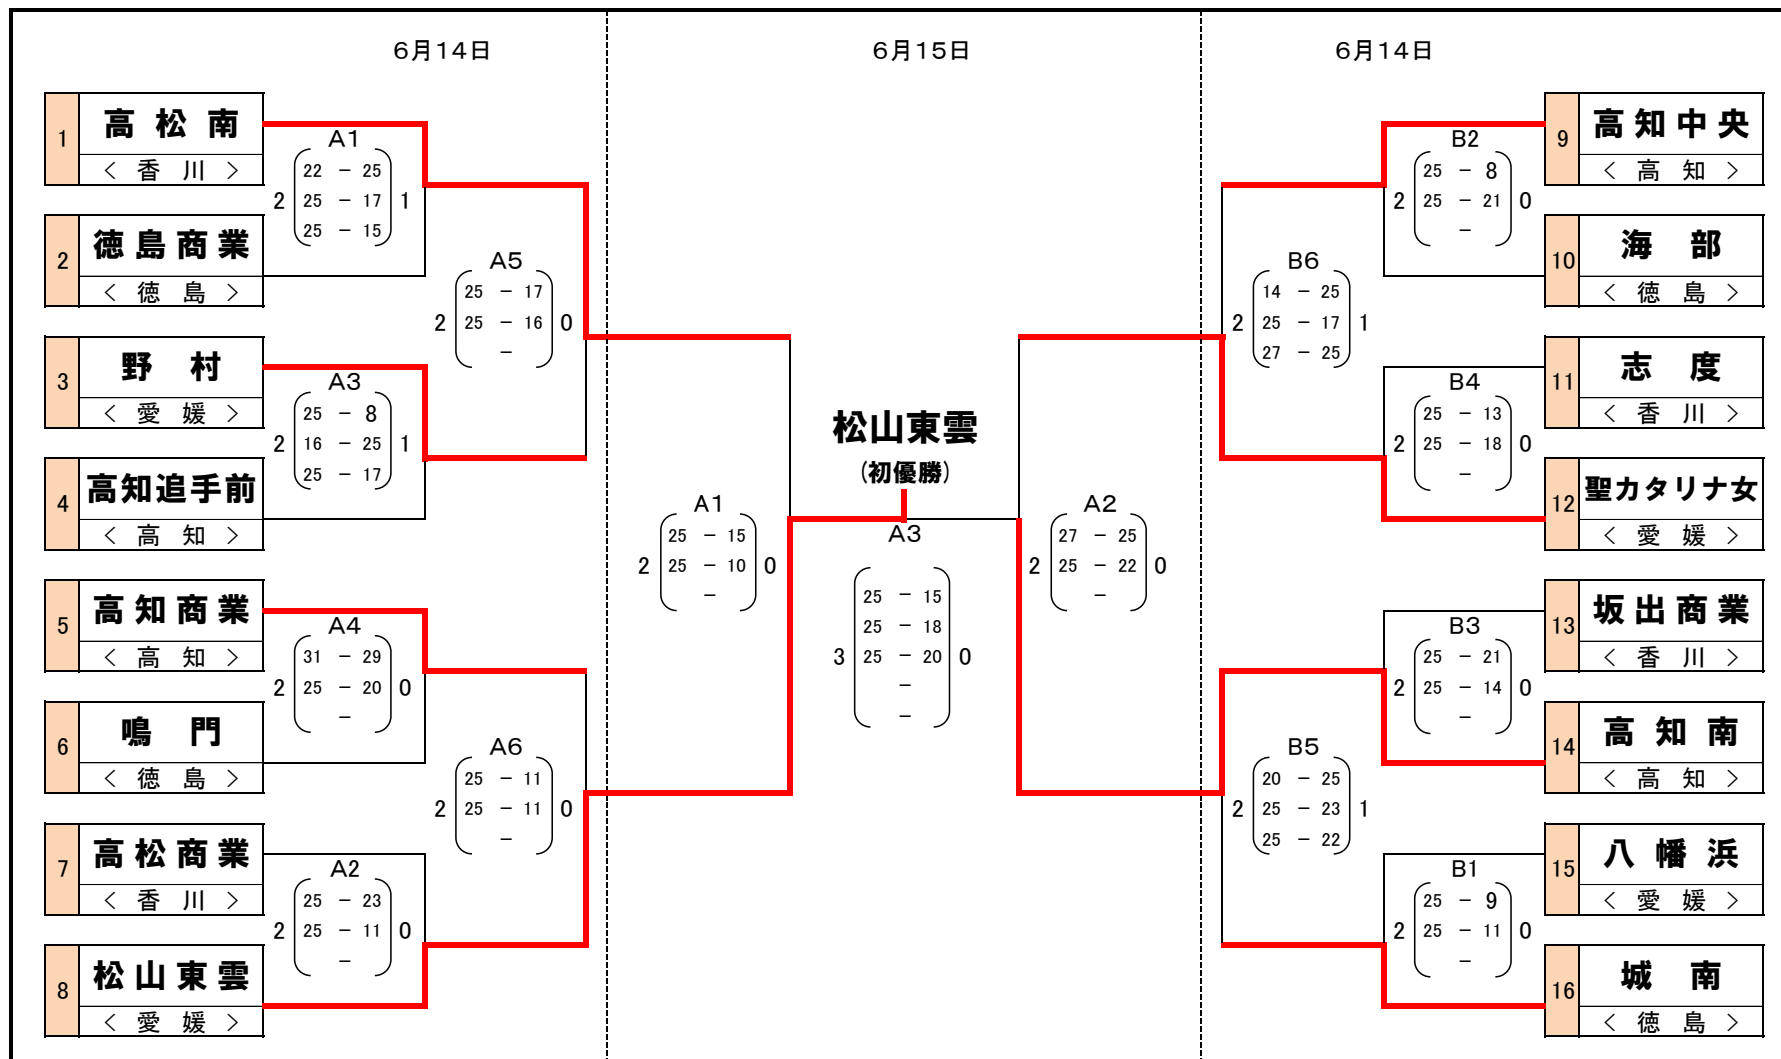 6月14日
6月15日
6月14日
1
高松南
＜ 香 川 ＞
2
徳島商業
＜ 徳 島 ＞
3
野村
＜ 愛 媛 ＞
4
高知追手前
＜ 高 知 ＞
5
高知商業
＜ 高 知 ＞
6
鳴門
＜ 徳 島 ＞
7
高松商業
＜ 香 川 ＞
8
松山東雲
＜ 愛 媛 ＞
A1
22 － 25
2 25 － 17 1
25 － 15
A3
25 － 8
2 16 － 25 1
25 － 17
A4
31 － 29
2 25 － 20 0
－
A2
25 － 23
2 25 － 11 0
－
A5
25 － 17
2 25 － 16 0
－
A6
25 － 11
2 25 － 11 0
－
A1
25 － 15
2 25 － 10 0
－
松山東雲
（初優勝）
A3
25 － 15
25 － 18
3 25 － 20 0
－
－
A2
27 － 25
2 25 － 22 0
－
B6
14 － 25
2 25 － 17 1
27 － 25
B5
20 － 25
2 25 － 23 1
25 － 22
B2
25 － 8
2 25 － 21 0
－
B4
25 － 13
2 25 － 18 0
－
B3
25 － 21
2 25 － 14 0
－
B1
25 － 9
2 25 － 11 0
－
9
高知中央
＜ 高 知 ＞
10
海部
＜ 徳 島 ＞
11
志度
＜ 香 川 ＞
12
聖カタリナ女
＜ 愛 媛 ＞
13
坂出商業
＜ 香 川 ＞
14
高知南
＜ 高 知 ＞
15
八幡浜
＜ 愛 媛 ＞
16
城南
＜ 徳 島 ＞